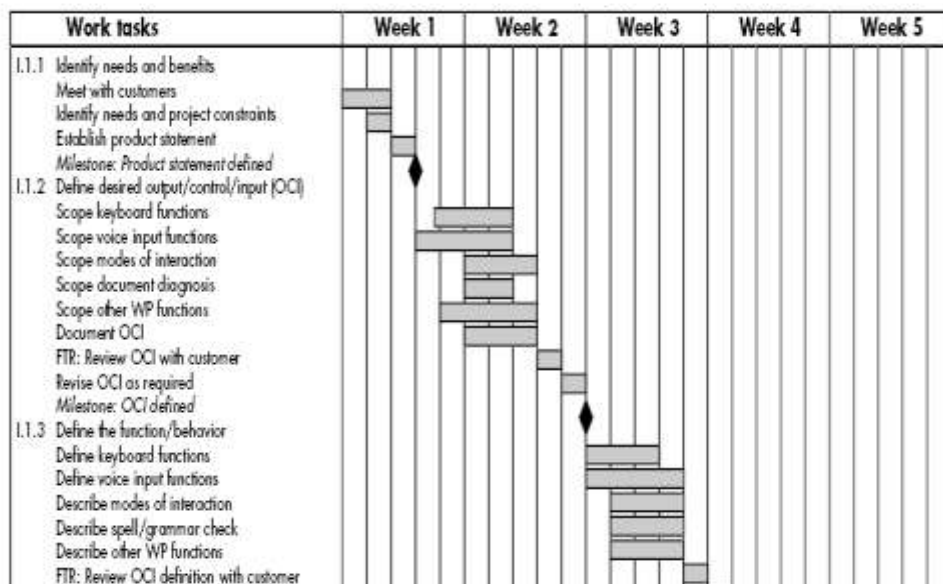 Work tasks Week 1 Week 2 Week 3 Week 4 Week 5
I.1.1 Identify needs and benefits
Meet with customers
Identify needs and project constraints
Establish product statement
Milestone: Product statement defined
I.1.2 Define desired output/control/input (OCI)
Scope keyboard functions
Scope voice input functions
Scope modes of interaction
Scope document diagnosis
Scope other WP functions
Document OCI
FTR: Review OCI with customer
Revise OCI as required
Milestone: OCI defined
I.1.3 Define the function/behavior
Define keyboard functions
Define voice input functions
Describe modes of interaction
Describe spell/grammar check
Describe other WP functions
FTR: Review OCI definition with customer